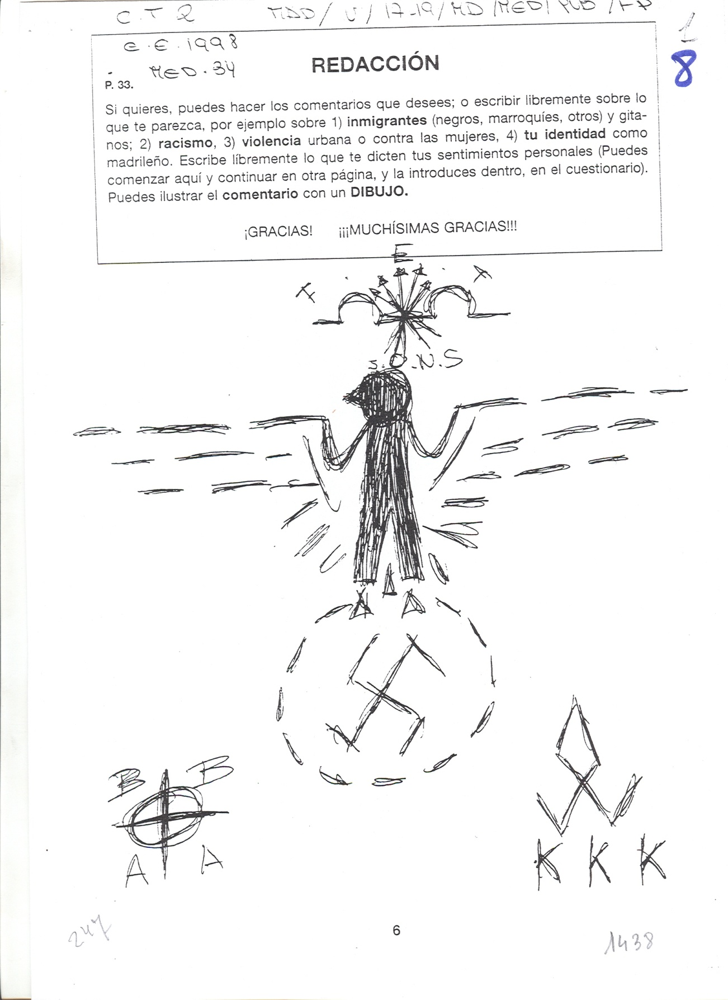 C.T.R MAD / V / 17-19 / MD / MED / PUB / FP
1
E.E.1998
8
MED.34
REDACCIÓN
P. 33.
Si quieres, puedes hacer los comentarios que desees; o escribir libremente sobre lo
que te parezca, por ejemplo sobre 1) inmigrantes (negros, marroquíes, otros) y gita-
nos; 2) racismo, 3) violencia urbana o contra las mujeres, 4) tu identidad como
madrileño. Escribe líbremente lo que te dicten tus sentimientos personales (Puedes
comenzar aquí y continuar en otra página, y la introduces dentro, en el cuestionario).
Puedes ilustrar el comentario con un DIBUJO.
¡GRACIAS! ¡¡¡MUCHÍSIMAS GRACIAS!!!
F E A
J.O.N.S
B B
A A
K K K
247
6
1438